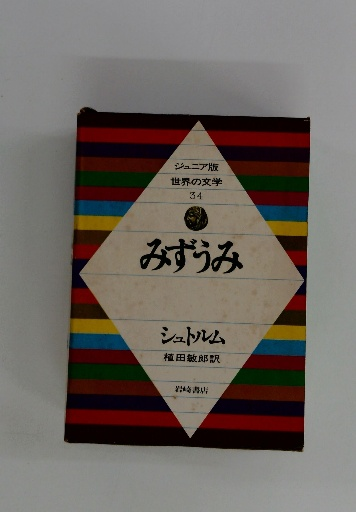 ジュニア版
世界の文学
34
みずうみ
シュトルム
植田敏郎訳
岩崎書店